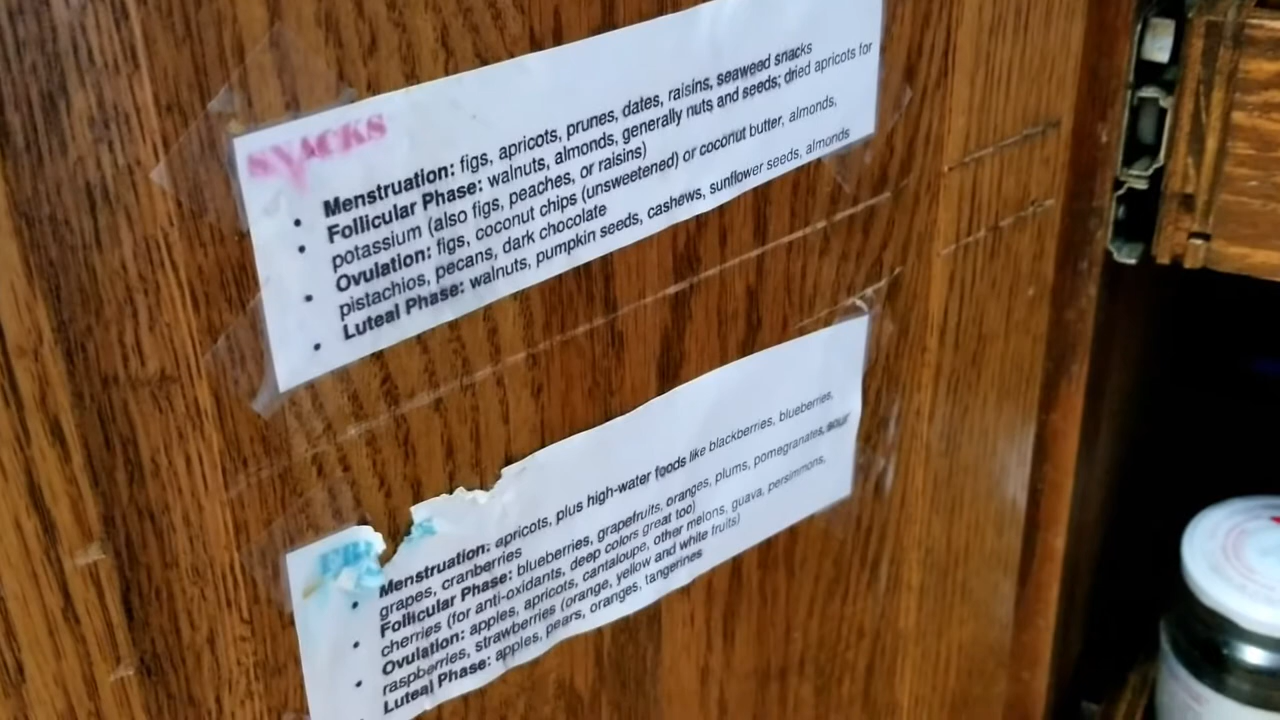 SNACKS
• Menstruation: figs, apricots, prunes, dates, raisins, seaweed snacks
• Follicular Phase: walnuts, almonds, generally nuts and seeds; dried apricots for
potassium (also figs, peaches, or raisins)
• Ovulation: figs, coconut chips (unsweetened) or coconut butter, almonds,
pistachios, pecans, dark chocolate
• Luteal Phase: walnuts, pumpkin seeds, cashews, sunflower seeds, almonds
• Menstruation: apricots, plus high-water foods like blackberries, blueberries,
grapes, cranberries
• Follicular Phase: blueberries, grapefruits, oranges, plums, pomegranates, sour
cherries (for anti-oxidants, deep colors great too)
• Ovulation: apples, apricots, cantaloupe, other melons, guava, persimmons,
raspberries, strawberries (orange, yellow and white fruits)
Luteal Phase: apples, pears, oranges, tangerines